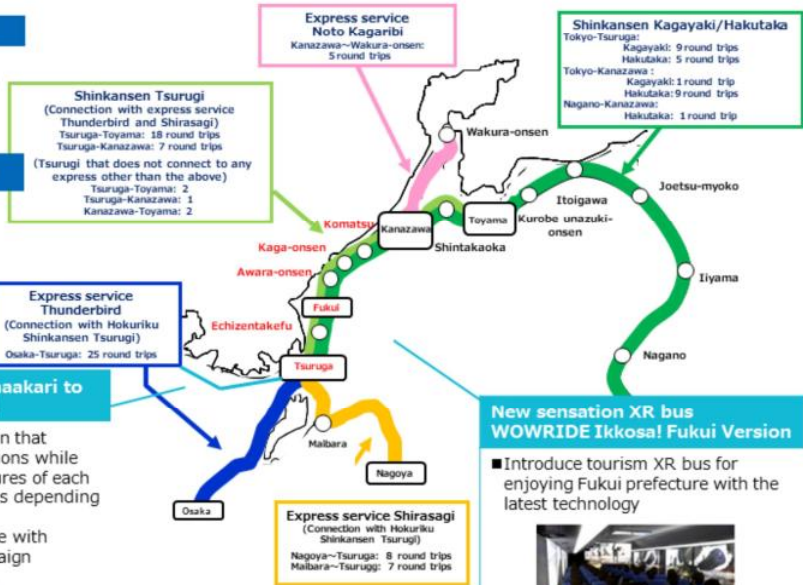 Express service
Noto Kagaribi
Kanazawa~Wakura-onsen:
5 round trips
Shinkansen Kagayaki/Hakutaka
Tokyo-Tsuruga:
Kagayaki: 9 round trips
Hakutaka: 5 round trips
Tokyo-Kanazawa :
Kagayaki: 1 round trip
Hakutaka: 9 round trips
Nagano-Kanazawa:
Hakutaka: 1 round trip
Shinkansen Tsurugi
(Connection with express service
Thunderbird and Shirasagi)
Tsuruga-Toyama: 18 round trips
Tsuruga-Kanazawa: 7 round trips
(Tsurugi that does not connect to any
express other than the above)
Tsuruga-Toyama: 2
Tsuruga-Kanazawa: 1
Kanazawa-Toyama: 2
Wakura-onsen
Itoigawa
Joetsu-myoko
Toyama
Kurobe unazuki-
onsen
Komatsu
Kanazawa
Shintakaoka
Kaga-onsen
Awara-onsen
Iiyama
Fukui
Echizentakefu
Nagano
Tsuruga
Express service
Thunderbird
(Connection with Hokuriku
Shinkansen Tsurugi)
Osaka-Tsuruga: 25 round trips
Maibara
Nagoya
Osaka
Express service Shirasagi
(Connection with Hokuriku
Shinkansen Tsurugi)
Nagoya~Tsuruga: 8 round trips
Maibara~Tsurugg: 7 round trips
aakari to
n that
ons while
ures of each
s depending
e with
aign
New sensation XR bus
WOWRIDE Ikkosa! Fukui Version
■Introduce tourism XR bus for
enjoying Fukui prefecture with the
latest technology